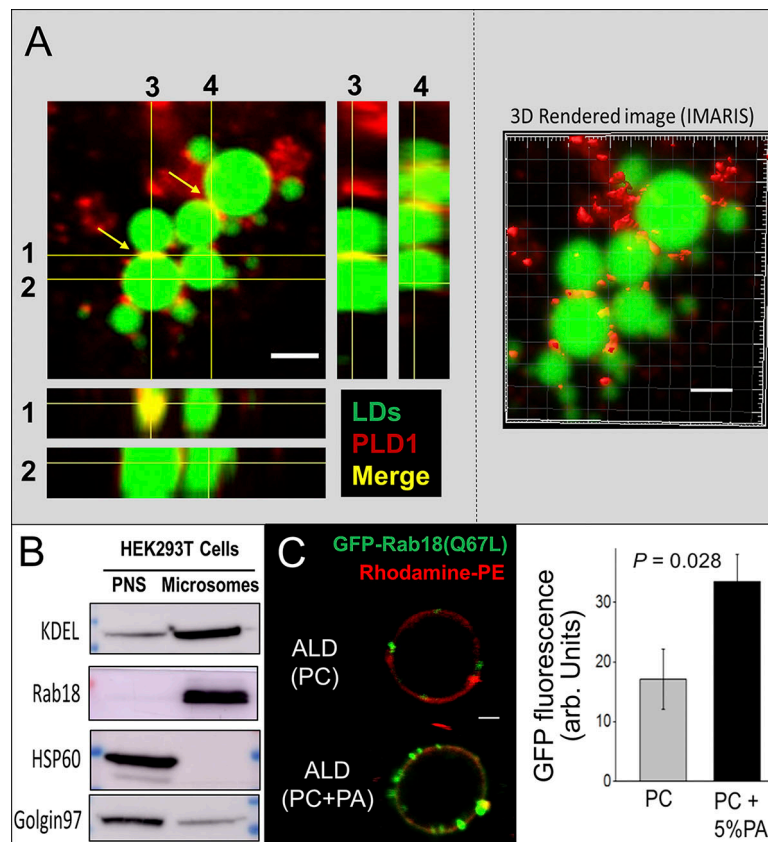 A
3 4
3
4
3D Rendered image (IMARIS)
1
2
1
2
LDs
PLD1
Merge
B
HEK293T Cells
PNS Microsomes
KDEL
Rab18
HSP60
Golgin97
C
GFP-Rab18(Q67L)
Rhodamine-PE
ALD
(PC)
ALD
(PC+PA)
P = 0.028
GFP fluorescence
(arb. Units)
30
20
10
0
PC
PC +
5%PA